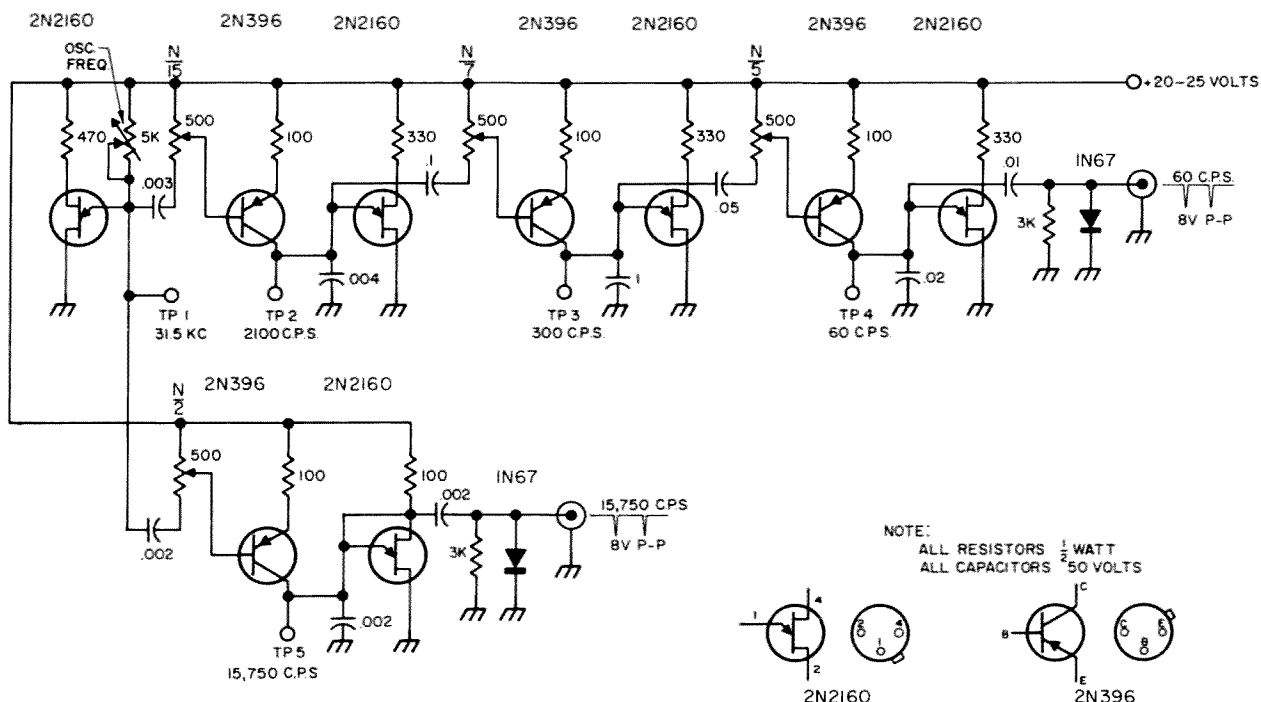 2N2160 2N396 2N2160 2N396 2N2160 2N396 2N2160
OSC.
FREQ.
N/15
N/7
N/5
+20-25 VOLTS
470
5K
500
100
330
500
100
330
500
100
330
.003
.1
.05
.01
1N67
60 C.P.S.
8V P-P
3K
.004
.1
.02
TP 1
31.5 KC
TP 2
2100 C.P.S.
TP 3
300 C.P.S.
TP 4
60 C.P.S.
N/2
2N396 2N2160
500
100
100
1N67
.002
.002
15,750 C.P.S
8V P-P
3K
.002
TP 5
15,750 C.P.S
NOTE:
ALL RESISTORS 1/2 WATT
ALL CAPACITORS 50 VOLTS
1
4
2
2 4
1
2N2160
B
C
E
C E
B
2N396